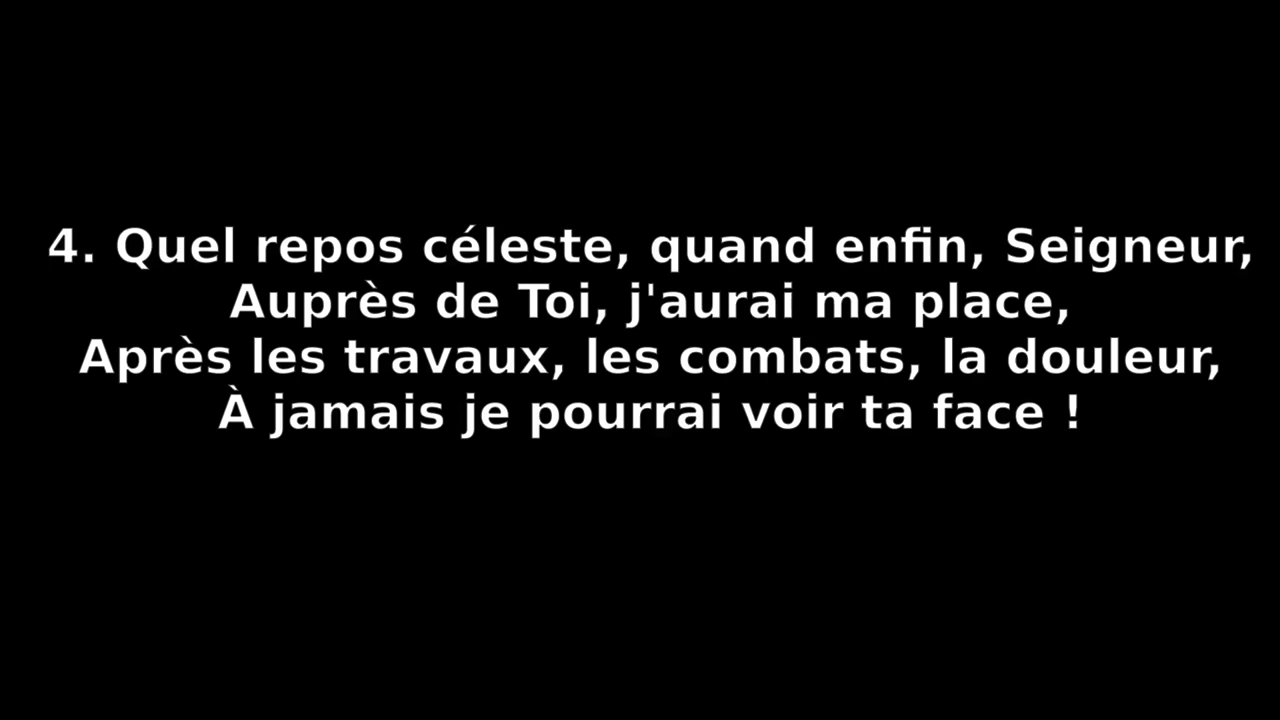 4. Quel repos céleste, quand enfin, Seigneur,
Auprès de Toi, j'aurai ma place,
Après les travaux, les combats, la douleur,
À jamais je pourrai voir ta face !